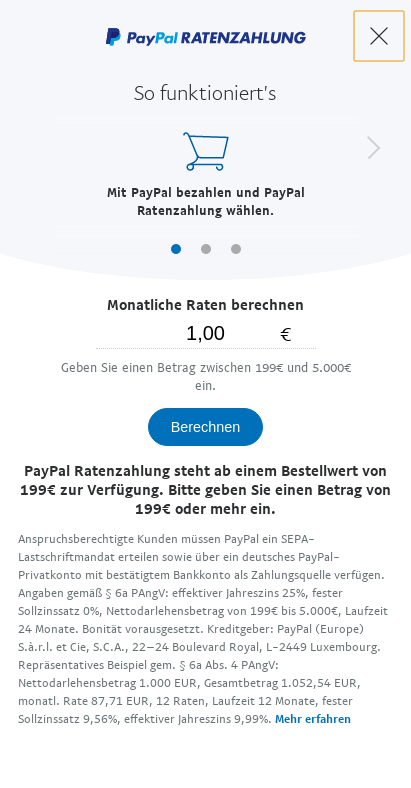 PayPal RATENZAHLUNG
So funktioniert's
Mit PayPal bezahlen und PayPal
Ratenzahlung wählen.
Monatliche Raten berechnen
1,00 €
Geben Sie einen Betrag zwischen 199€ und 5.000€
ein.
Berechnen
PayPal Ratenzahlung steht ab einem Bestellwert von
199€ zur Verfügung. Bitte geben Sie einen Betrag von
199€ oder mehr ein.
Anspruchsberechtigte Kunden müssen PayPal ein SEPA-
Lastschriftmandat erteilen sowie über ein deutsches PayPal-
Privatkonto mit bestätigtem Bankkonto als Zahlungsquelle verfügen.
Angaben gemäß § 6a PAngV: effektiver Jahreszins 25%, fester
Sollzinssatz 0%, Nettodarlehensbetrag von 199€ bis 5.000€, Laufzeit
24 Monate. Bonität vorausgesetzt. Kreditgeber: PayPal (Europe)
S.à.r.l. et Cie, S.C.A., 22–24 Boulevard Royal, L-2449 Luxembourg.
Repräsentatives Beispiel gem. § 6a Abs. 4 PAngV:
Nettodarlehensbetrag 1.000 EUR, Gesamtbetrag 1.052,54 EUR,
monatl. Rate 87,71 EUR, 12 Raten, Laufzeit 12 Monate, fester
Sollzinssatz 9,56%, effektiver Jahreszins 9,99%. Mehr erfahren